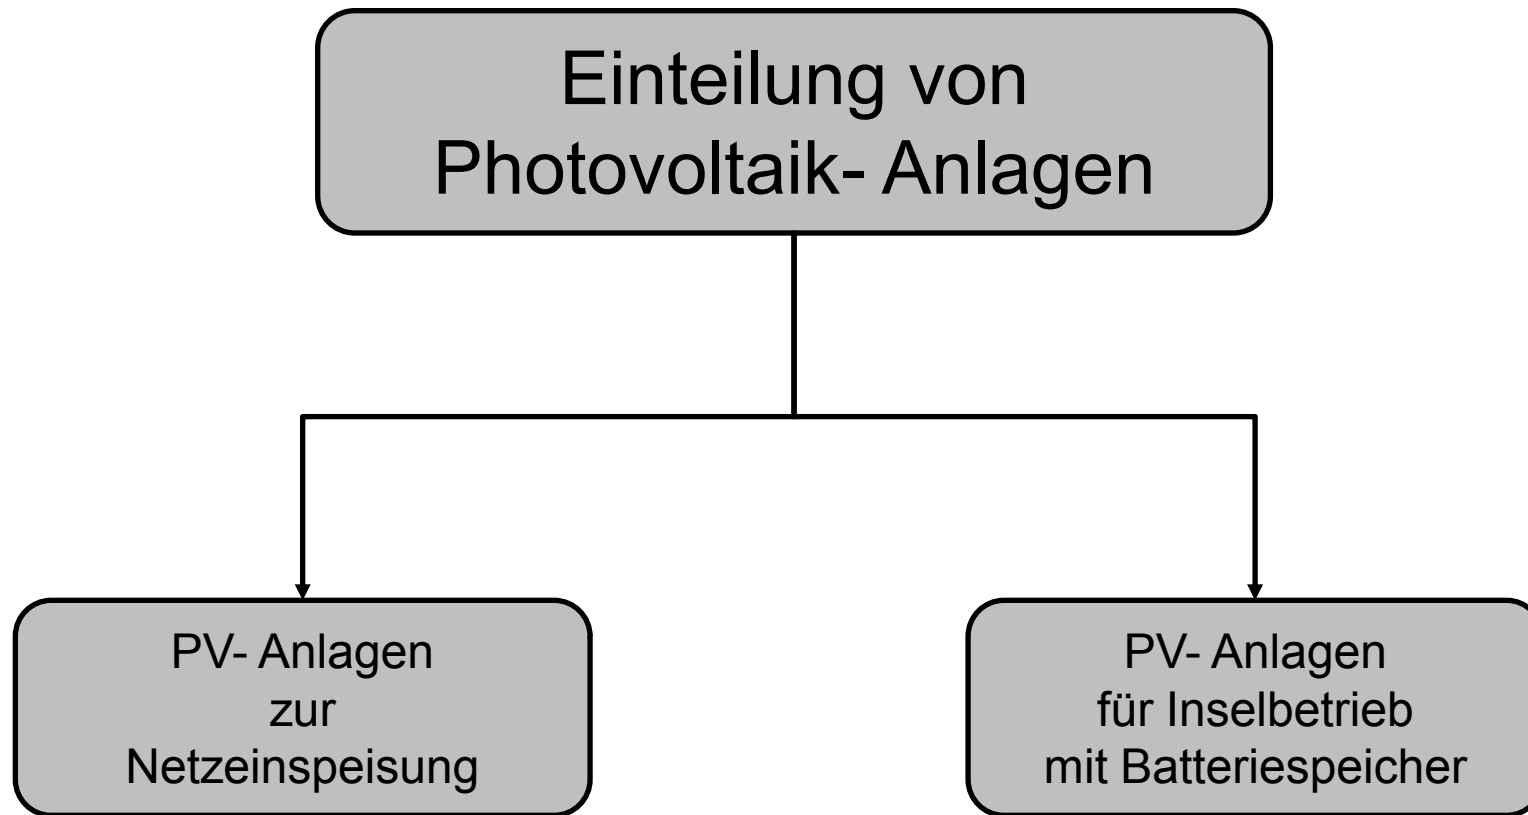 Einteilung von
Photovoltaik- Anlagen
PV- Anlagen
zur
Netzeinspeisung
PV- Anlagen
für Inselbetrieb
mit Batteriespeicher